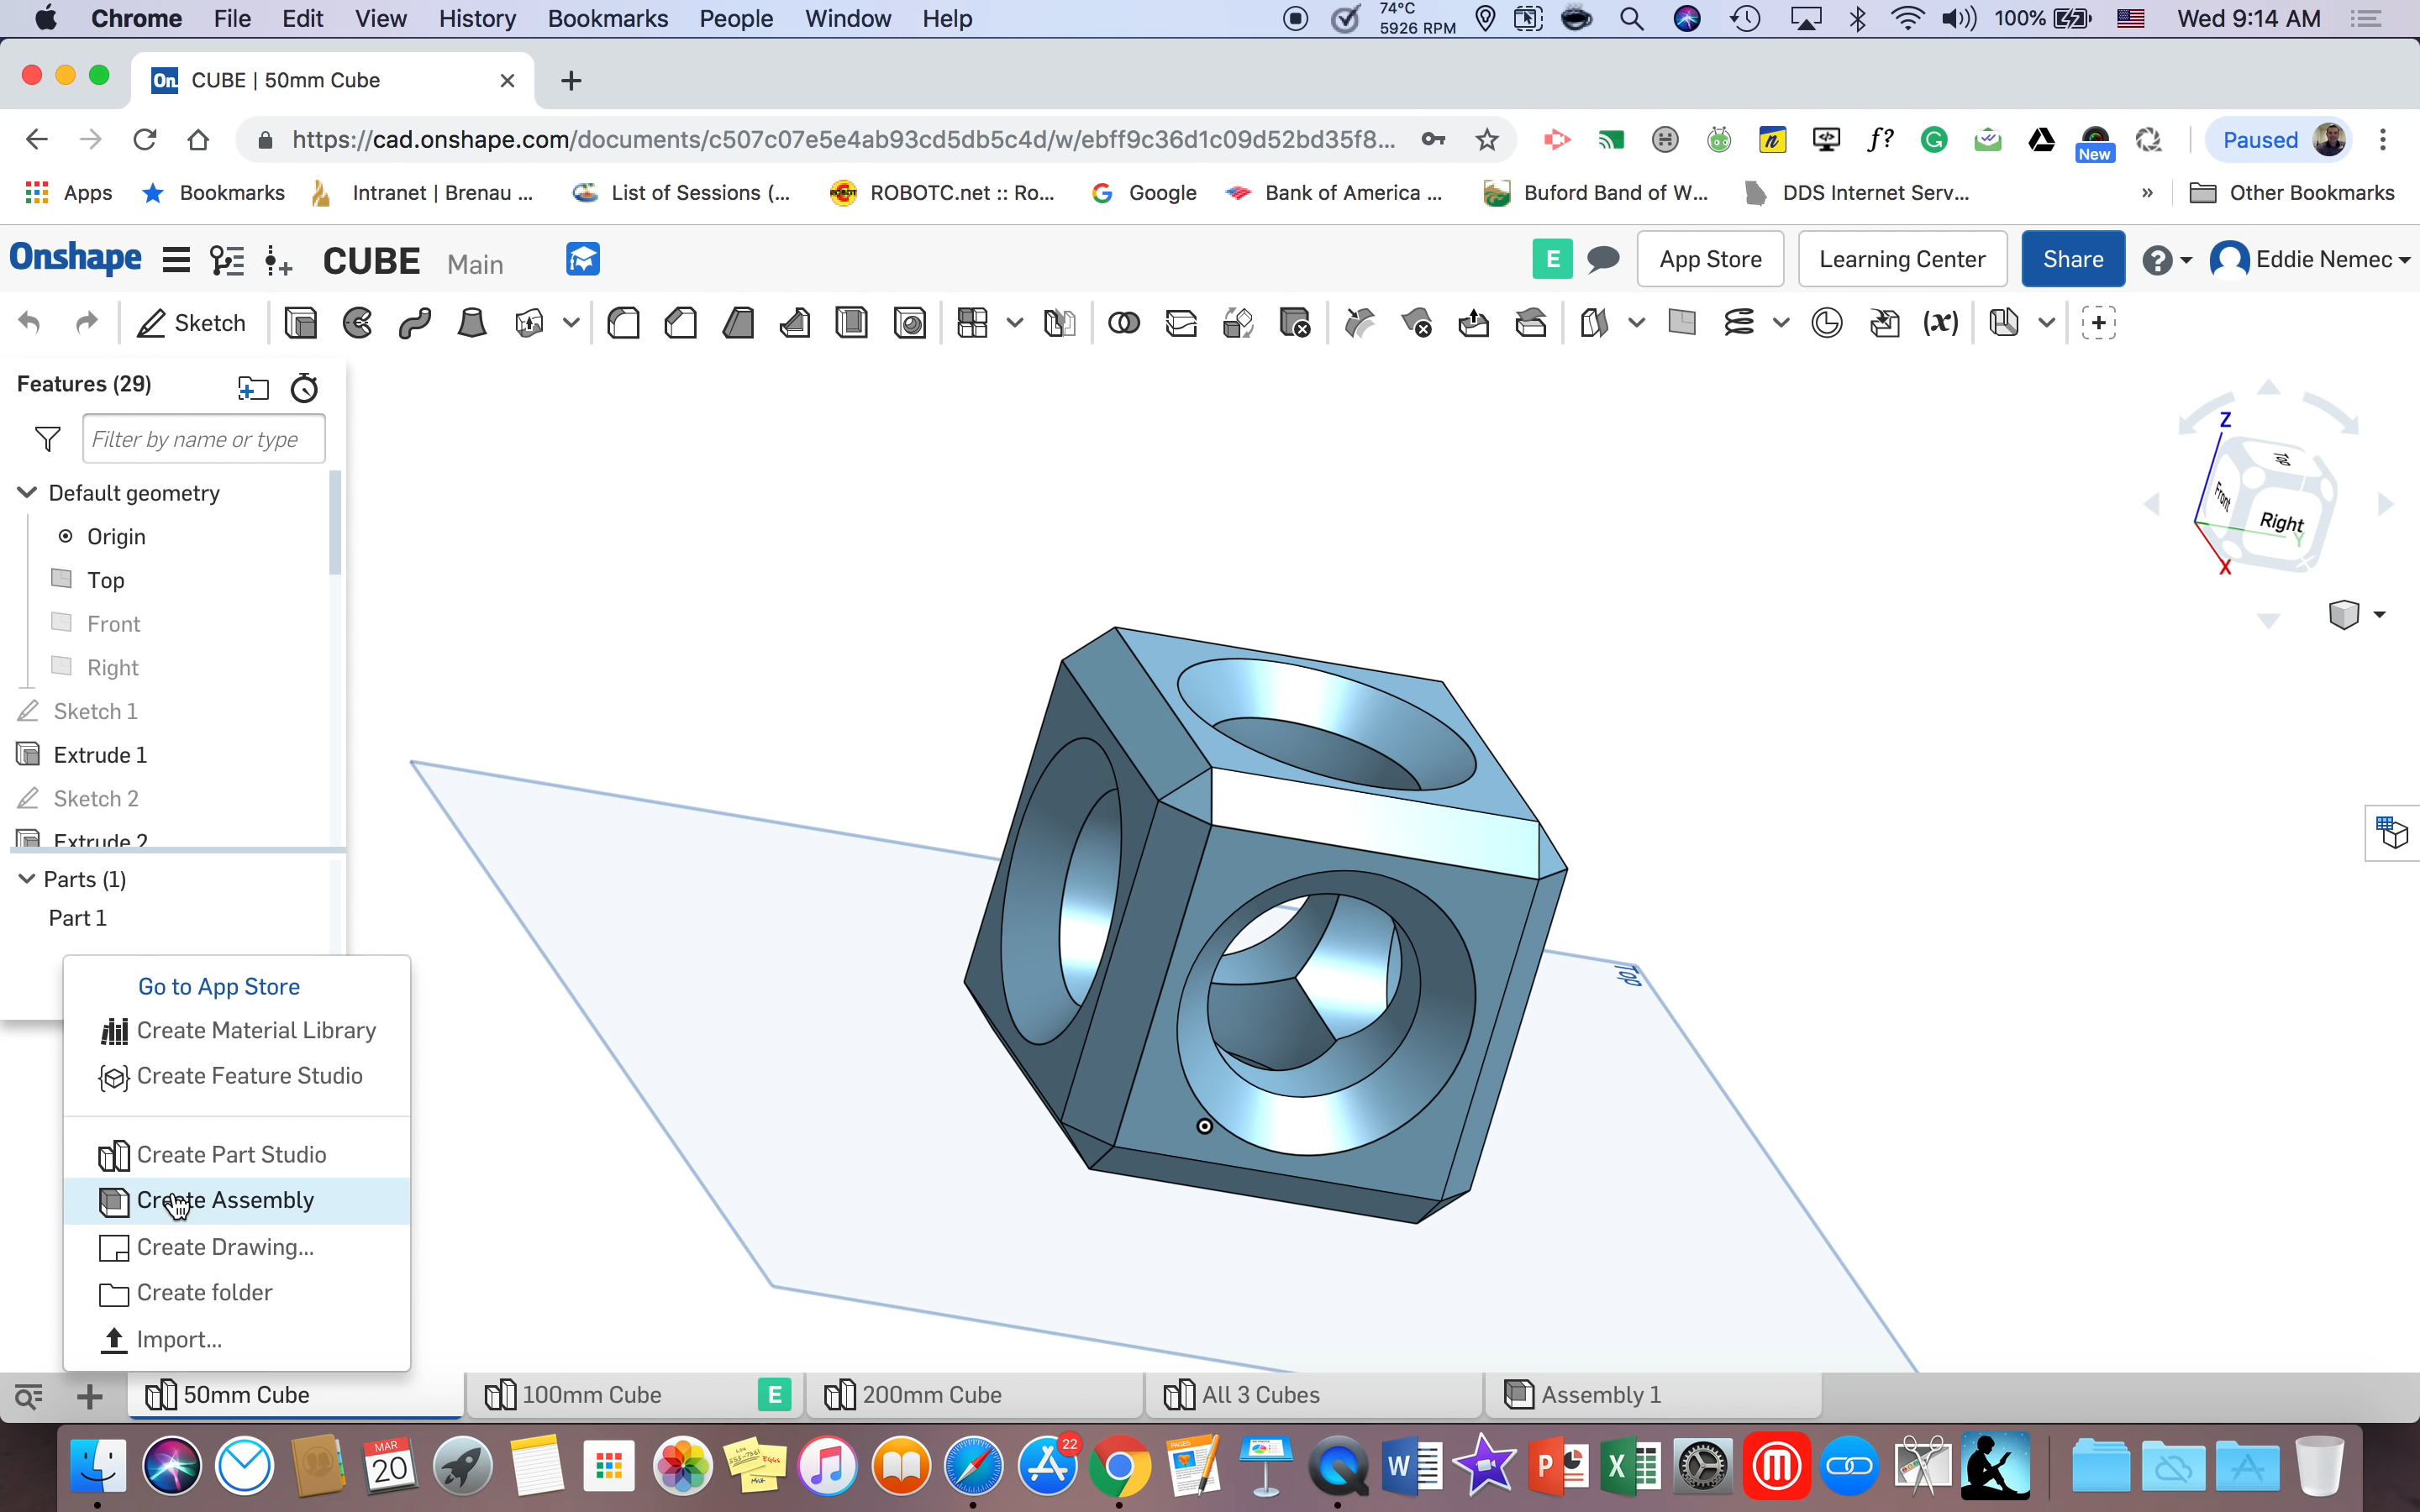 Chrome File Edit View History Bookmarks People Window Help 74°C 5926 RPM 100% Wed 9:14 AM
On CUBE | 50mm Cube
https://cad.onshape.com/documents/c507c07e5e4ab93cd5db5c4d/w/ebff9c36d1c09d52bd35f8... n f? G New Paused
Apps Bookmarks Intranet | Brenau ... List of Sessions (... ROBOTC.net :: Ro... Google Bank of America ... Buford Band of W... DDS Internet Serv... » Other Bookmarks
Onshape CUBE Main E App Store Learning Center Share Eddie Nemec
Sketch (x)
Features (29)
Filter by name or type
Default geometry
Origin
Top
Front
Right
Sketch 1
Extrude 1
Sketch 2
Extrude 2
Parts (1)
Part 1
Z
Top
Front
Right
Y
X
Top
Go to App Store
Create Material Library
Create Feature Studio
Create Part Studio
Create Assembly
Create Drawing...
Create folder
Import...
50mm Cube 100mm Cube E 200mm Cube All 3 Cubes Assembly 1
MAR
20
22
PAGES
W P X